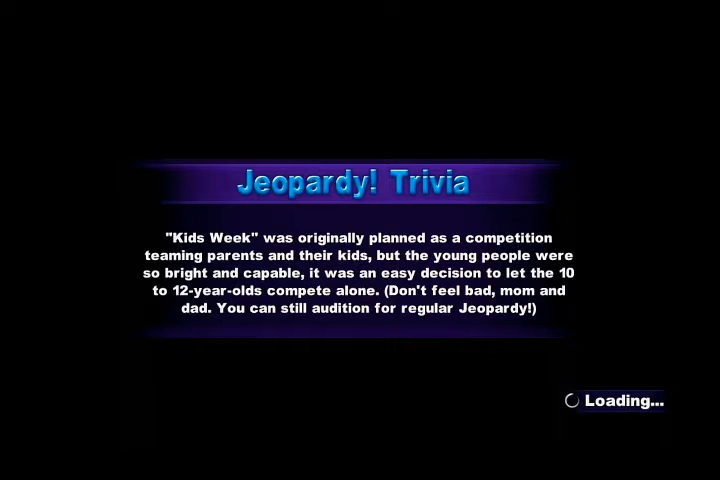 Jeopardy! Trivia
"Kids Week" was originally planned as a competition
teaming parents and their kids, but the young people were
so bright and capable, it was an easy decision to let the 10
to 12-year-olds compete alone. (Don't feel bad, mom and
dad. You can still audition for regular Jeopardy!)
Loading...